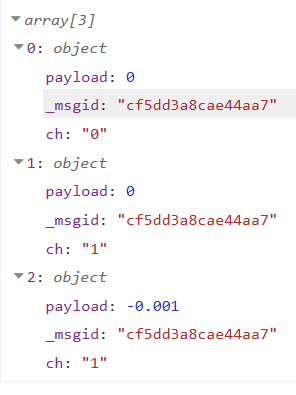 array[3]
0: object
payload: 0
_msgid: "cf5dd3a8cae44aa7"
ch: "0"
1: object
payload: 0
_msgid: "cf5dd3a8cae44aa7"
ch: "1"
2: object
payload: -0.001
_msgid: "cf5dd3a8cae44aa7"
ch: "1"